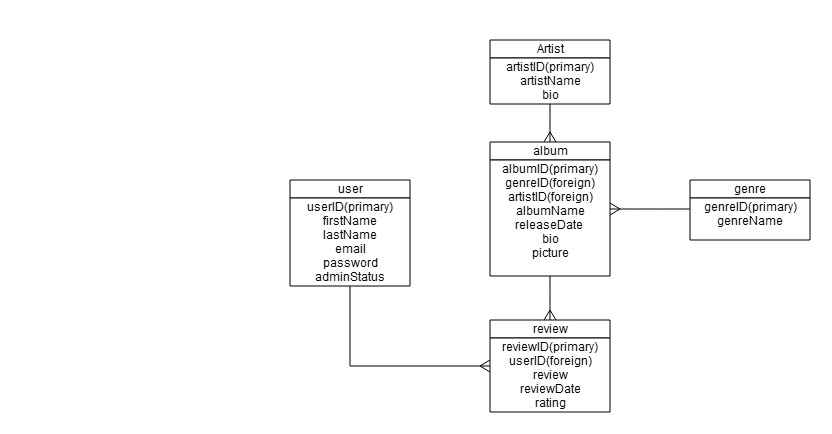 Artist
artistID(primary)
artistName
bio
album
albumID(primary)
genreID(foreign)
artistID(foreign)
albumName
releaseDate
bio
picture
user
userID(primary)
firstName
lastName
email
password
adminStatus
genre
genreID(primary)
genreName
review
reviewID(primary)
userID(foreign)
review
reviewDate
rating